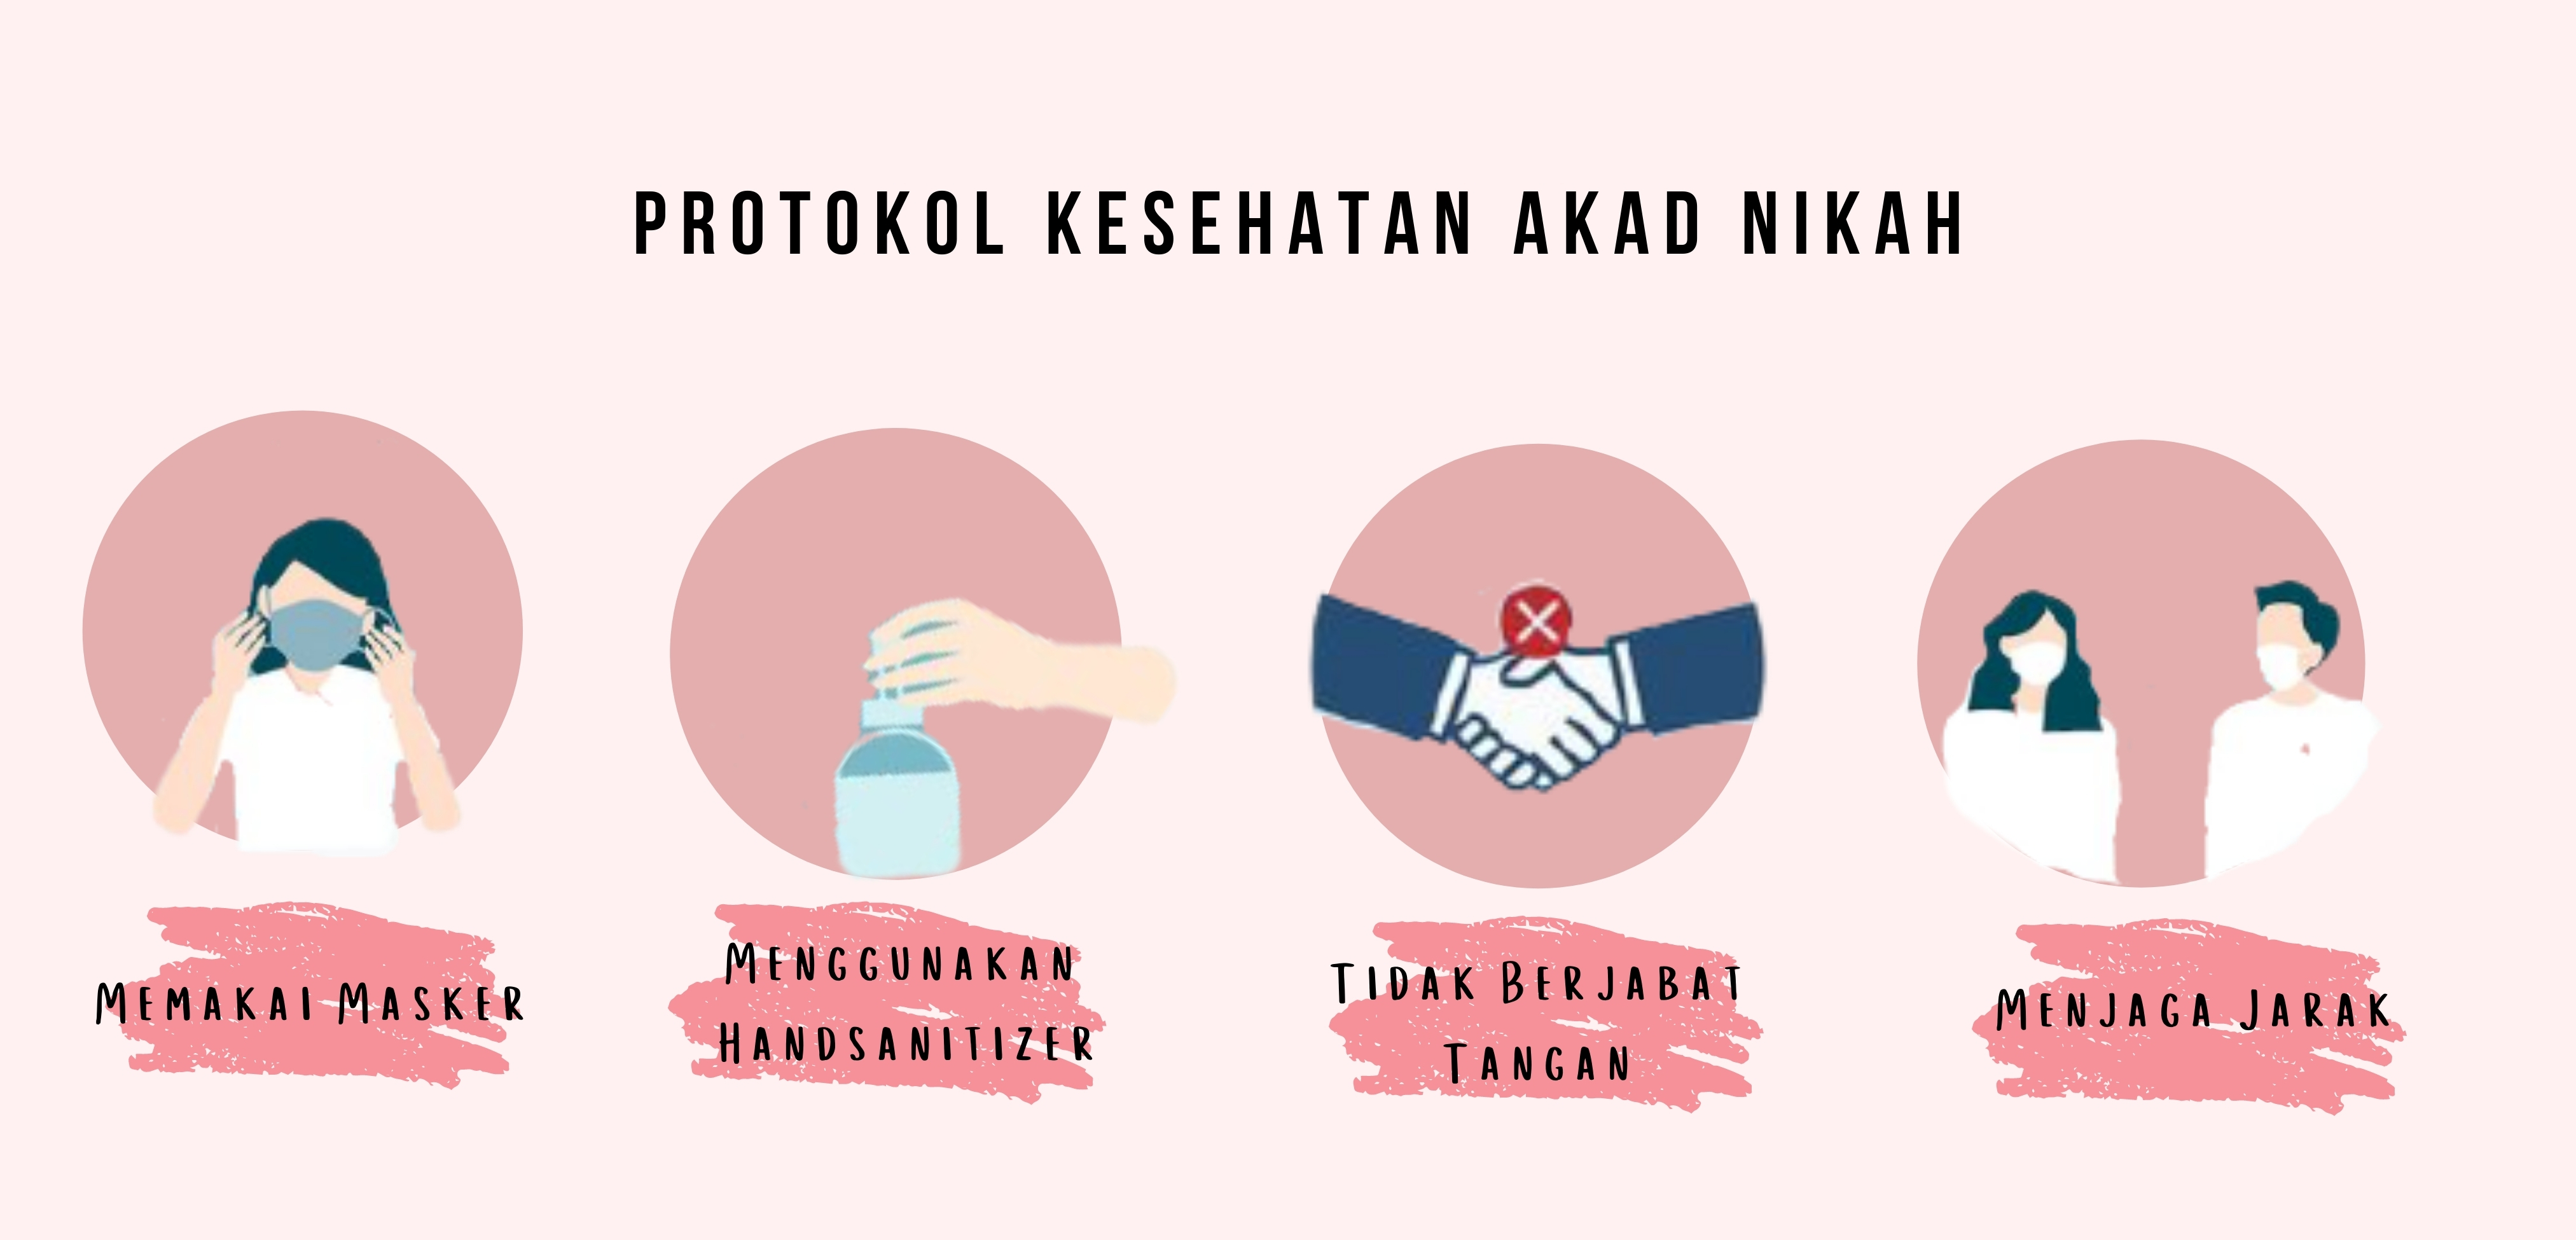 PROTOKOL KESEHATAN AKAD NIKAH
MEMAKAI MASKER
MENGGUNAKAN
HANDSANITIZER
TIDAK BERJABAT
TANGAN
MENJAGA JARAK